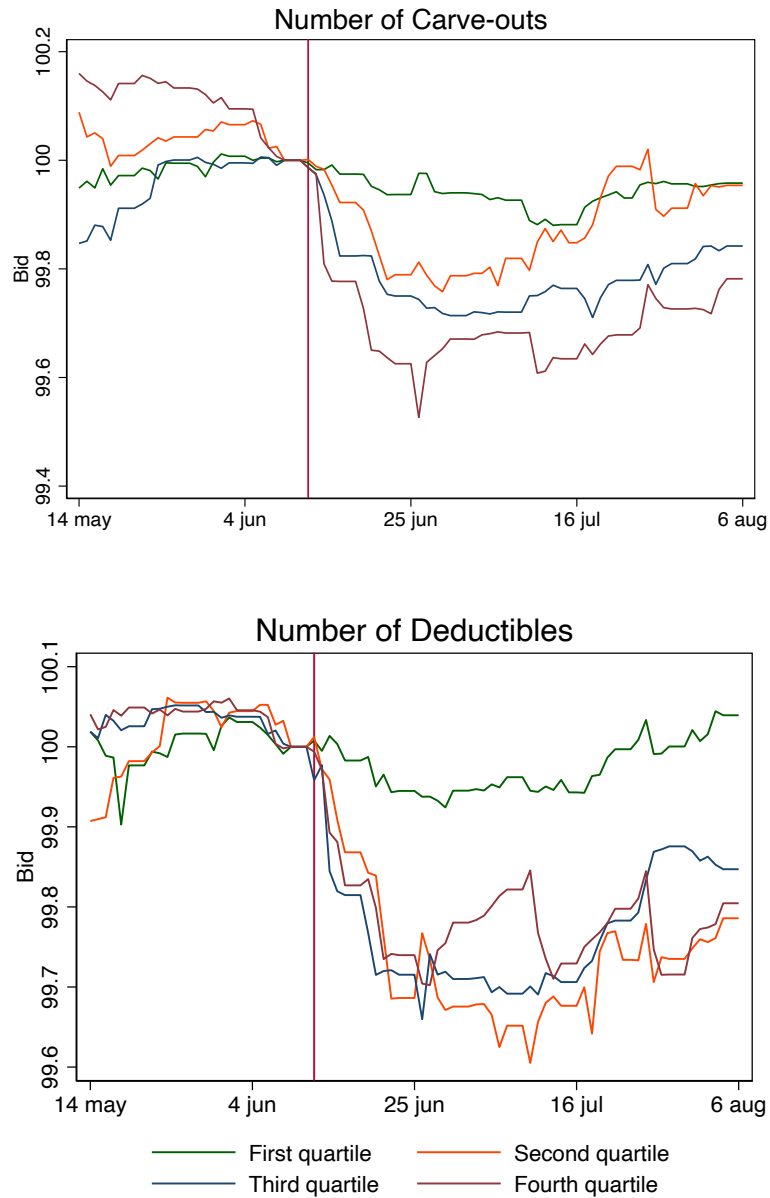 Number of Carve-outs
Bid
100.2
100
99.8
99.6
99.4
14 may 4 jun 25 jun 16 jul 6 aug
Number of Deductibles
Bid
100.1
100
99.9
99.8
99.7
99.6
14 may 4 jun 25 jun 16 jul 6 aug
First quartile Second quartile
Third quartile Fourth quartile